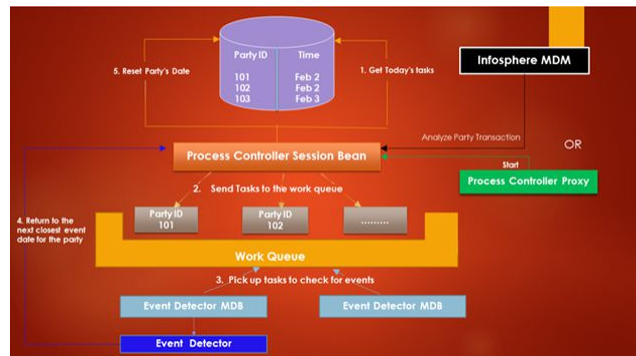 Party ID Time
101 Feb 2
102 Feb 2
103 Feb 3
5. Reset Party's Date
1. Get Today's tasks
Infosphere MDM
Analyze Party Transaction
OR
Start
Process Controller Session Bean
Process Controller Proxy
2. Send Tasks to the work queue
Party ID
101
Party ID
102
.........
4. Return to the
next closest event
date for the party
Work Queue
3. Pick up tasks to check for events
Event Detector MDB
Event Detector MDB
Event Detector